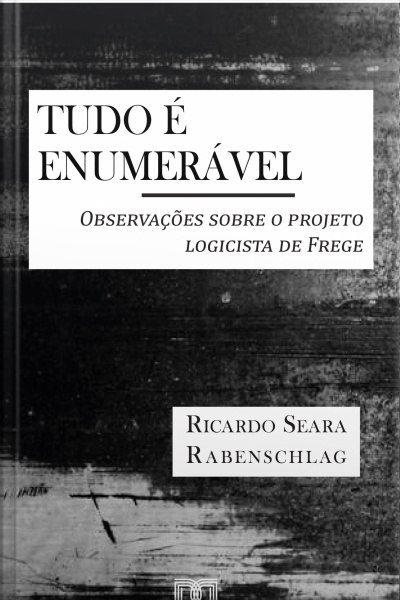 TUDO É
ENUMERÁVEL
OBSERVAÇÕES SOBRE O PROJETO
LOGICISTA DE FREGE
RICARDO SEARA
RABENSCHLAG